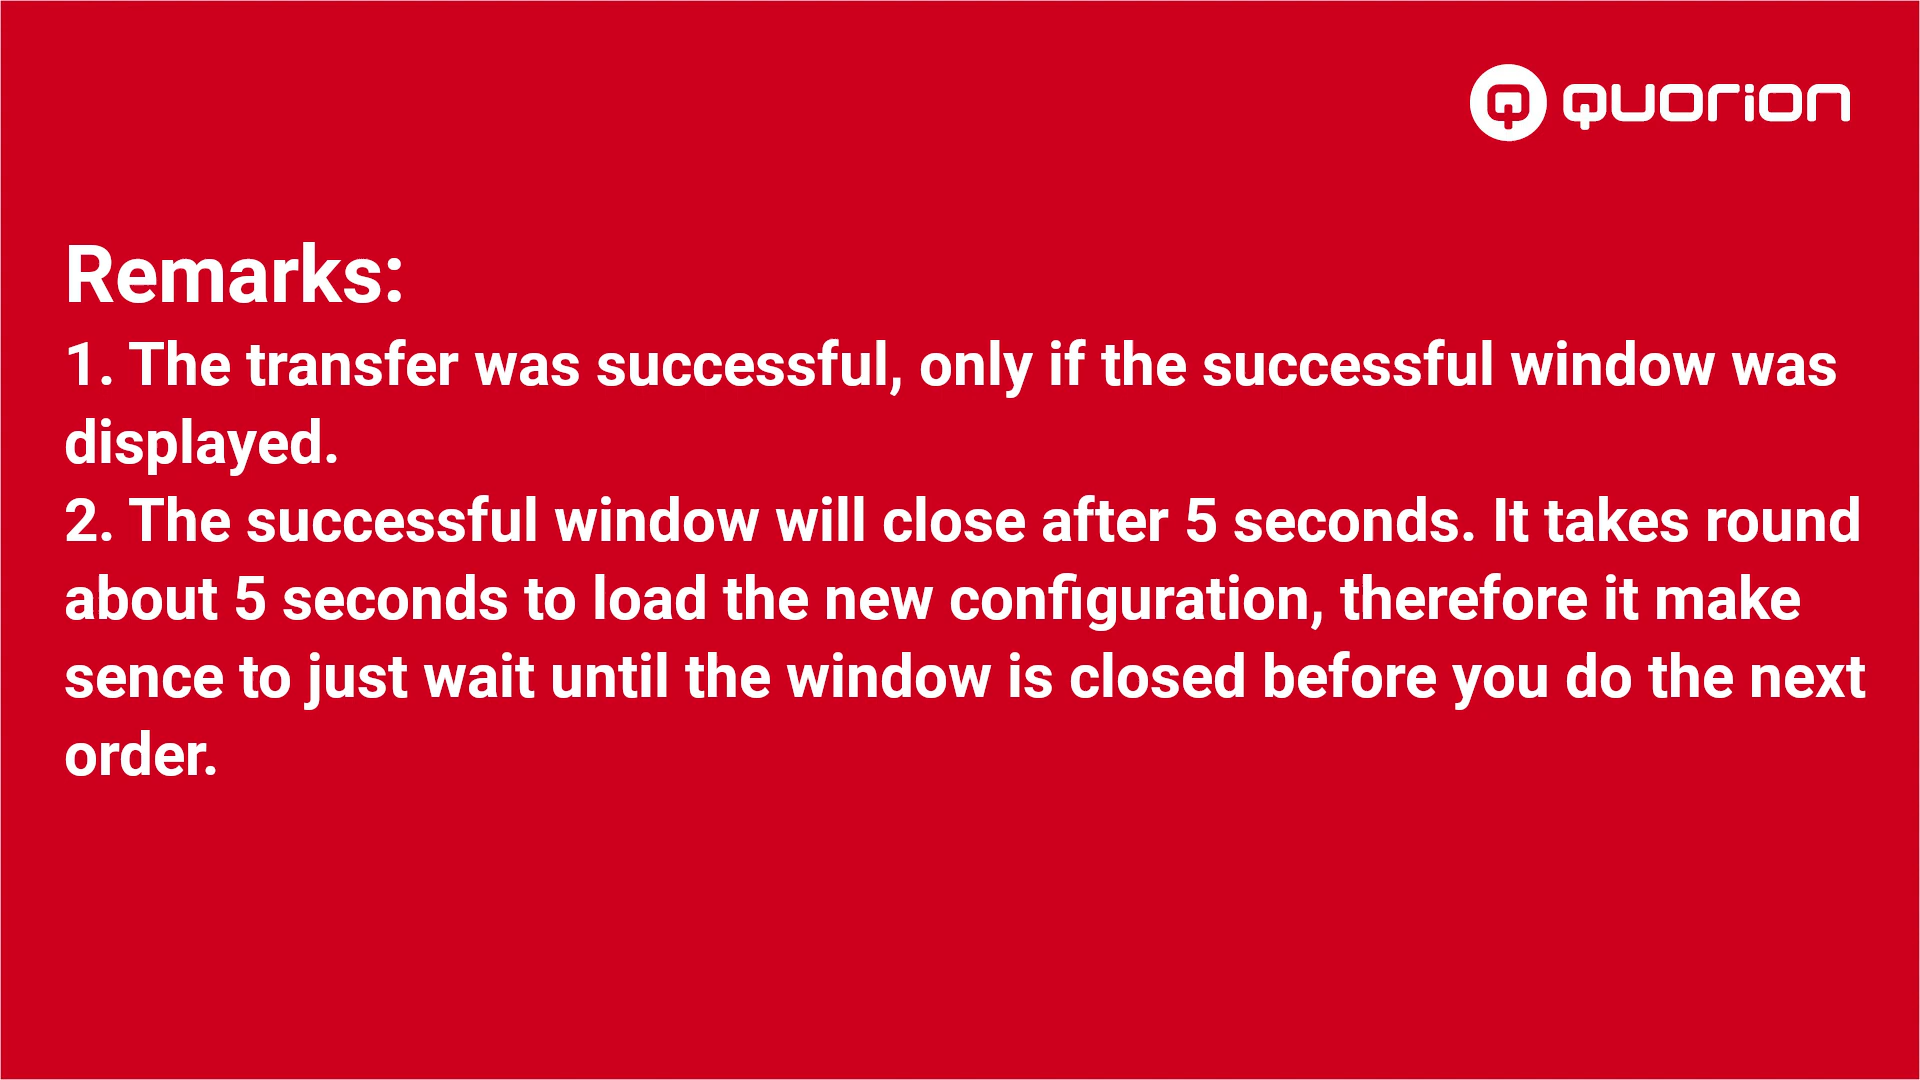 QUORION
Remarks:
1. The transfer was successful, only if the successful window was
displayed.
2. The successful window will close after 5 seconds. It takes round
about 5 seconds to load the new configuration, therefore it make
sence to just wait until the window is closed before you do the next
order.